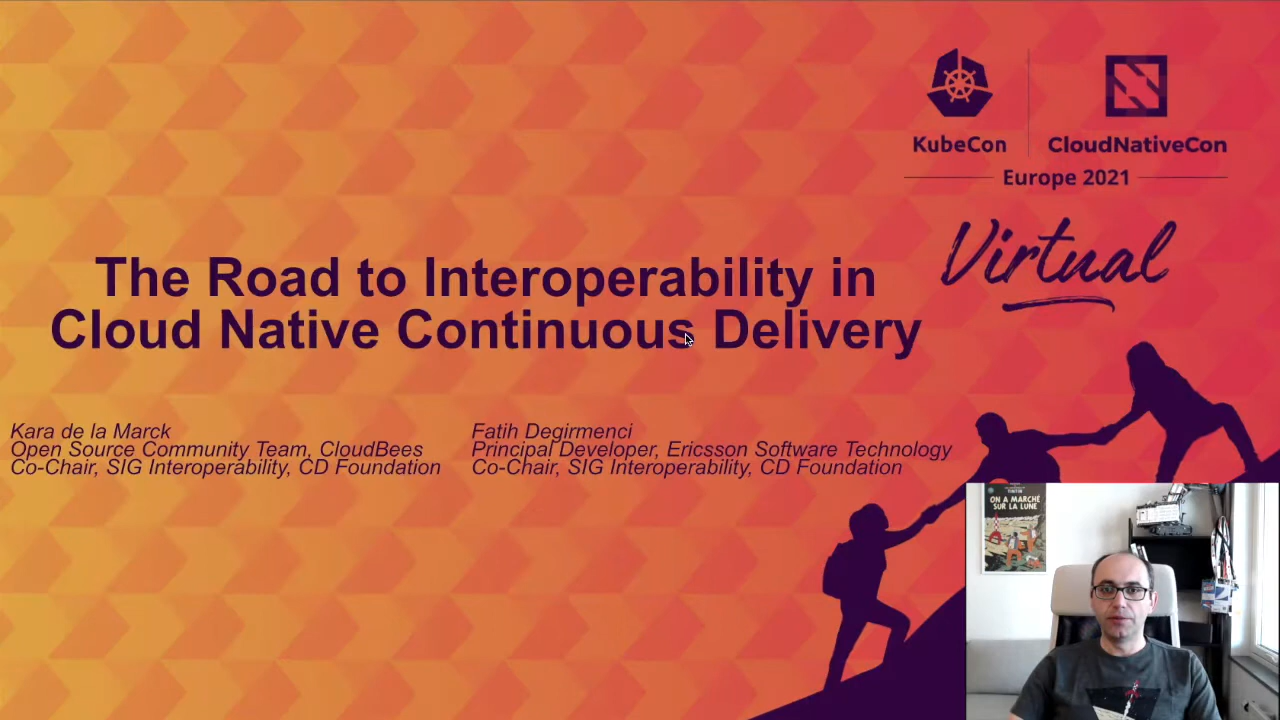 KubeCon
CloudNativeCon
Europe 2021
Virtual
The Road to Interoperability in
Cloud Native Continuous Delivery
Kara de la Marck
Open Source Community Team, CloudBees
Co-Chair, SIG Interoperability, CD Foundation
Fatih Degirmenci
Principal Developer, Ericsson Software Technology
Co-Chair, SIG Interoperability, CD Foundation
TINTIN
ON A MARCHÉ
SUR LA LUNE